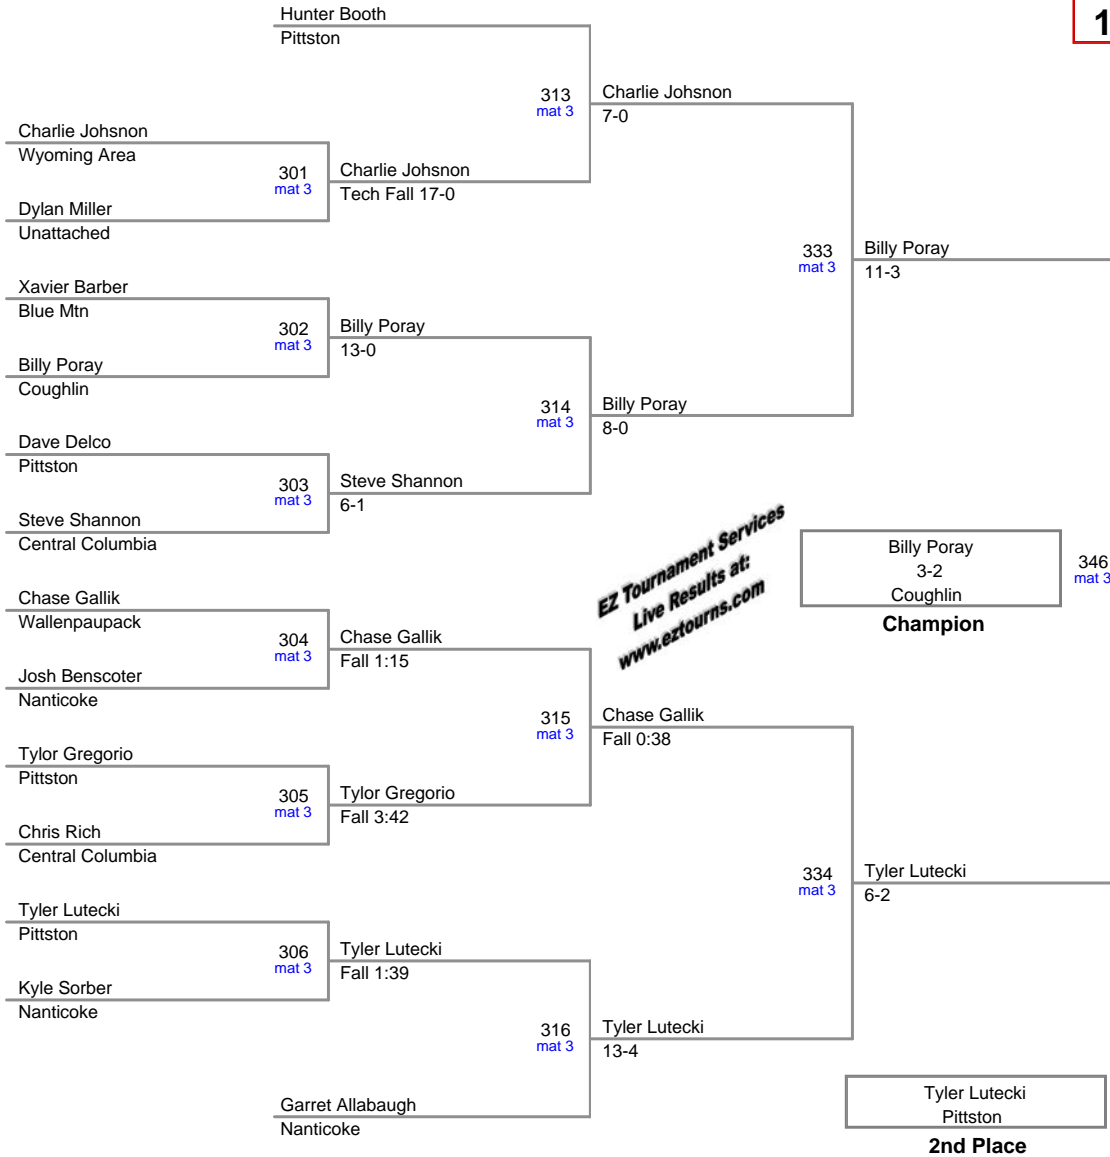 Hunter Booth
Pittston
1
313
mat 3
Charlie Johsnon
7-0
Charlie Johsnon
Wyoming Area
301
mat 3
Charlie Johsnon
Tech Fall 17-0
Dylan Miller
Unattached
333
mat 3
Billy Poray
11-3
Xavier Barber
Blue Mtn
302
mat 3
Billy Poray
13-0
Billy Poray
Coughlin
314
mat 3
Billy Poray
8-0
Dave Delco
Pittston
303
mat 3
Steve Shannon
6-1
Steve Shannon
Central Columbia
EZ Tournament Services
Live Results at:
www.eztourns.com
Billy Poray
3-2
Coughlin
346
mat 3
Champion
Chase Gallik
Wallenpaupack
304
mat 3
Chase Gallik
Fall 1:15
Josh Benscoter
Nanticoke
315
mat 3
Chase Gallik
Fall 0:38
Tylor Gregorio
Pittston
305
mat 3
Tylor Gregorio
Fall 3:42
Chris Rich
Central Columbia
334
mat 3
Tyler Lutecki
6-2
Tyler Lutecki
Pittston
306
mat 3
Tyler Lutecki
Fall 1:39
Kyle Sorber
Nanticoke
316
mat 3
Tyler Lutecki
13-4
Garret Allabaugh
Nanticoke
Tyler Lutecki
Pittston
2nd Place